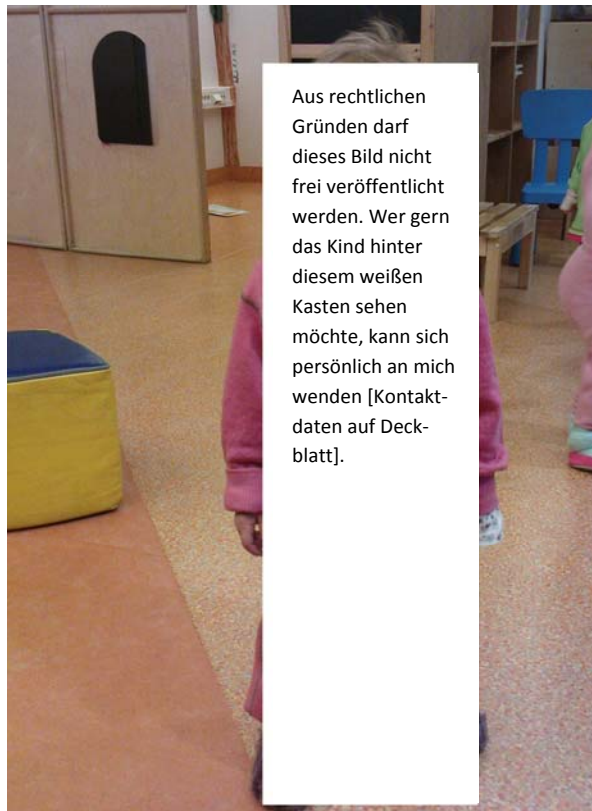 Aus rechtlichen
Gründen darf
dieses Bild nicht
frei veröffentlicht
werden. Wer gern
das Kind hinter
diesem weißen
Kasten sehen
möchte, kann sich
persönlich an mich
wenden [Kontakt-
daten auf Deck-
blatt].